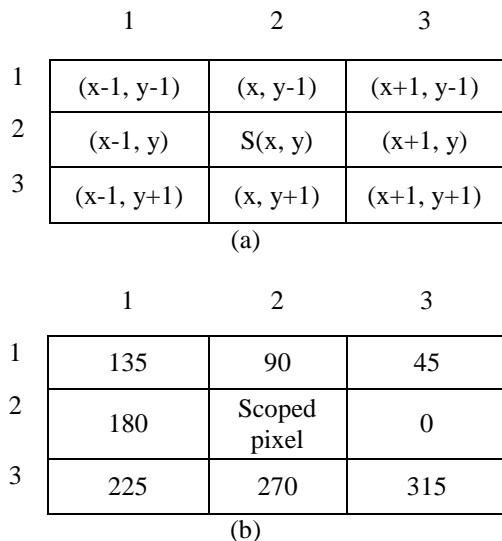 1 2 3
1 (x-1, y-1) (x, y-1) (x+1, y-1)
2 (x-1, y) S(x, y) (x+1, y)
3 (x-1, y+1) (x, y+1) (x+1, y+1)
(a)
1 2 3
1 135 90 45
2 180 Scoped pixel 0
3 225 270 315
(b)